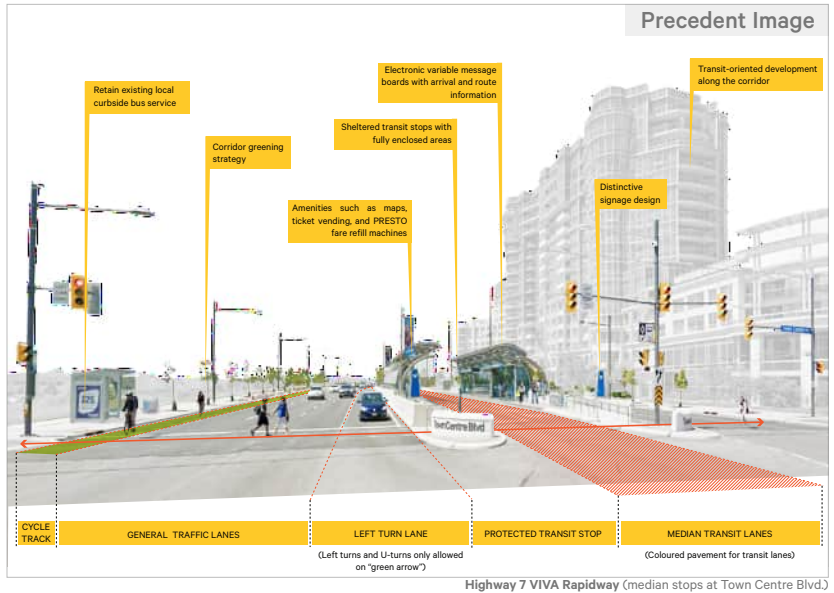 Precedent Image
Retain existing local
curbside bus service
Corridor greening
strategy
Electronic variable message
boards with arrival and route
information
Sheltered transit stops with
fully enclosed areas
Amenities such as maps,
ticket vending, and PRESTO
fare refill machines
Transit-oriented development
along the corridor
Distinctive
signage design
Town Centre Blvd
CYCLE
TRACK
GENERAL TRAFFIC LANES
LEFT TURN LANE
(Left turns and U-turns only allowed
on “green arrow”)
PROTECTED TRANSIT STOP
MEDIAN TRANSIT LANES
(Coloured pavement for transit lanes)
Highway 7 VIVA Rapidway (median stops at Town Centre Blvd.)